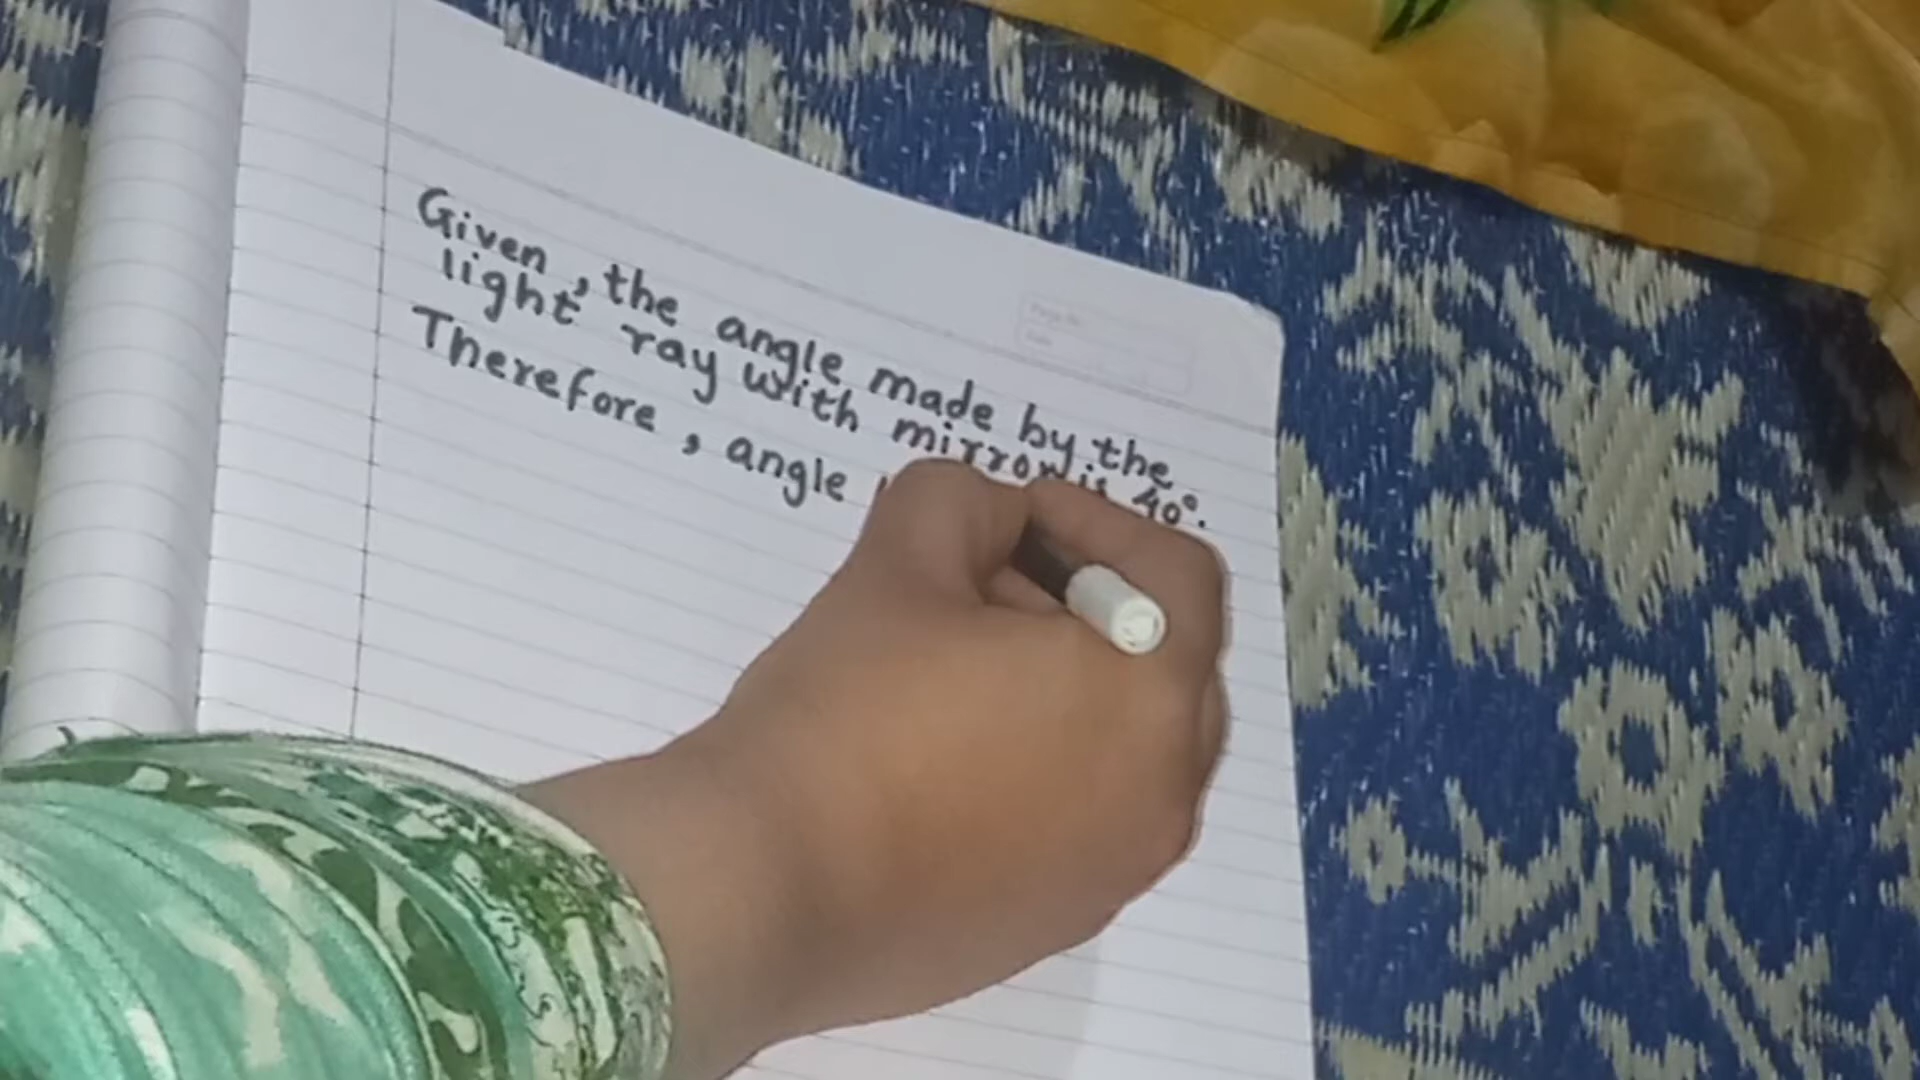 Given, the angle made by the
light ray with mirror is 40°.
Therefore, angle